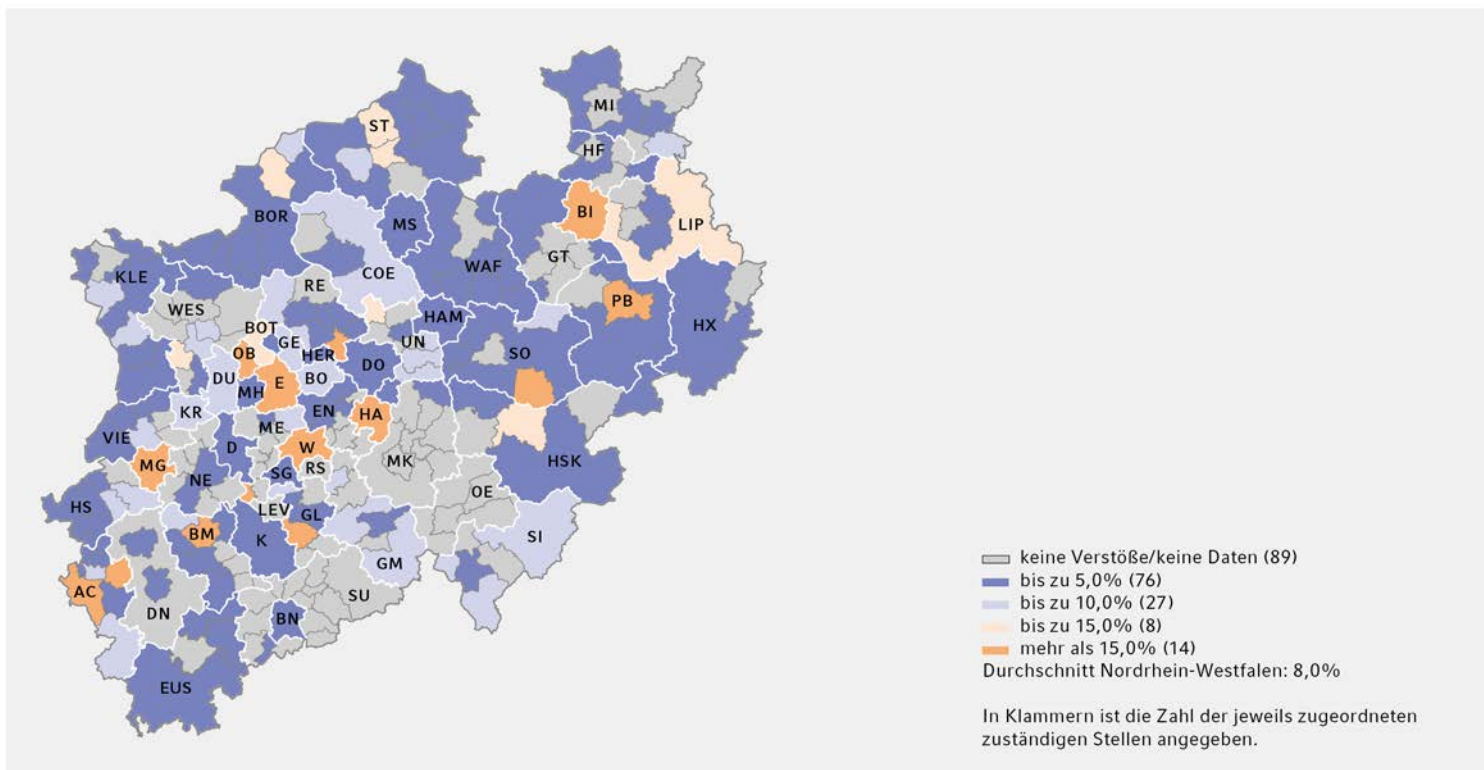 MI
ST
HF
BI
BOR
MS
LIP
GT
WAF
COE
KLE
RE
PB
WES
HAM
HX
BOT
GE
UN
OB
HER
SO
DO
DU
E
BO
MH
KR
EN
HA
ME
VIE
D
W
MG
RS
MK
HSK
SG
NE
OE
HS
LEV
GL
BM
K
SI
GM
AC
SU
DN
BN
EUS
keine Verstöße/keine Daten (89)
bis zu 5,0% (76)
bis zu 10,0% (27)
bis zu 15,0% (8)
mehr als 15,0% (14)
Durchschnitt Nordrhein-Westfalen: 8,0%
In Klammern ist die Zahl der jeweils zugeordneten
zuständigen Stellen angegeben.